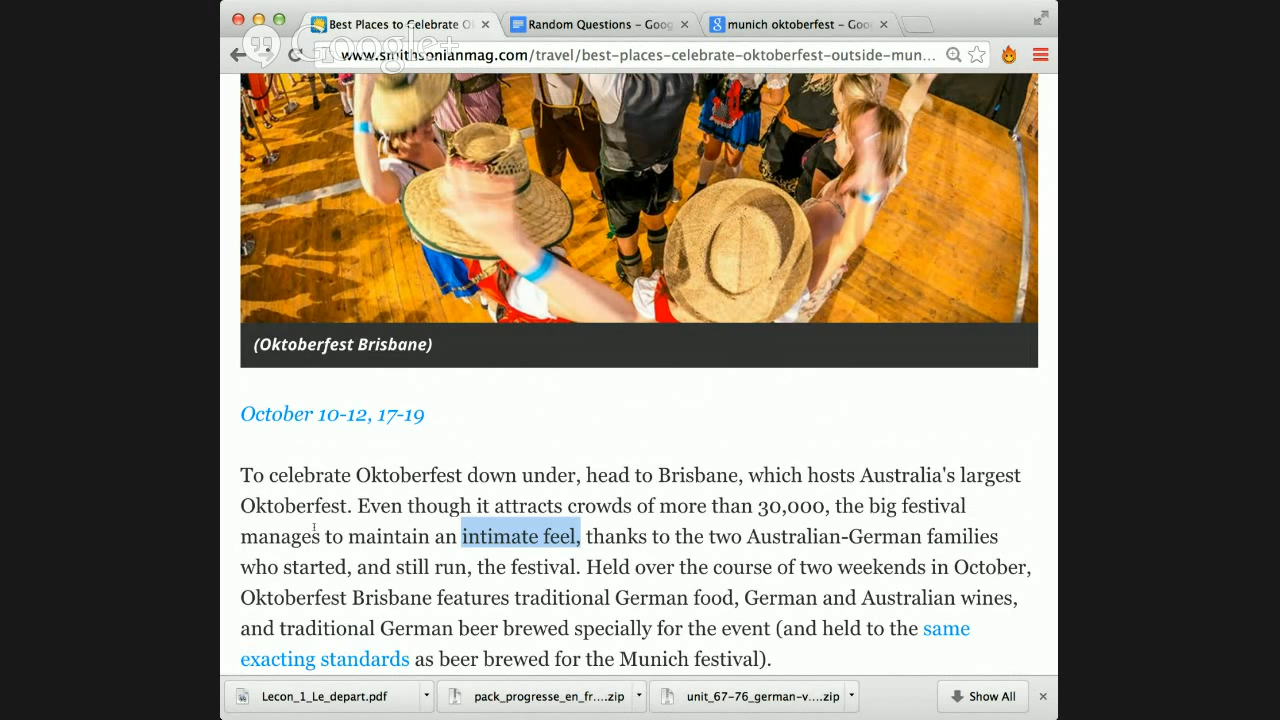 Best Places to Celebrate O
Random Questions – Goog
munich oktoberfest – Goo
Google+
www.smithsonianmag.com/travel/best-places-celebrate-oktoberfest-outside-mun...
(Oktoberfest Brisbane)
October 10-12, 17-19
To celebrate Oktoberfest down under, head to Brisbane, which hosts Australia's largest
Oktoberfest. Even though it attracts crowds of more than 30,000, the big festival
manages to maintain an intimate feel, thanks to the two Australian-German families
who started, and still run, the festival. Held over the course of two weekends in October,
Oktoberfest Brisbane features traditional German food, German and Australian wines,
and traditional German beer brewed specially for the event (and held to the same
exacting standards as beer brewed for the Munich festival).
Lecon_1_Le_depart.pdf
pack_progresse_en_fr....zip
unit_67-76_german-v....zip
Show All